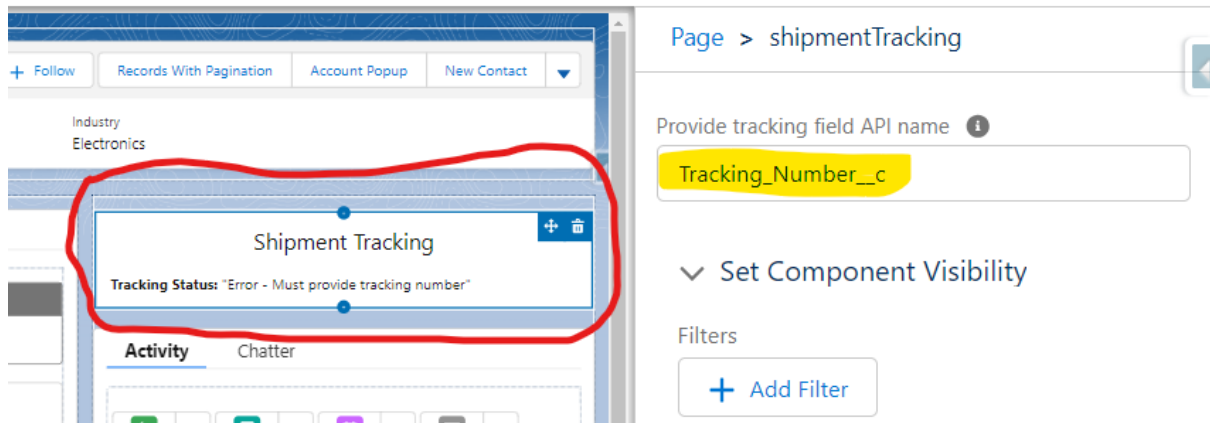 + Follow
Records With Pagination
Account Popup
New Contact
Industry
Electronics
Shipment Tracking
Tracking Status: "Error - Must provide tracking number"
Activity
Chatter
Page > shipmentTracking
Provide tracking field API name
Tracking_Number__c
Set Component Visibility
Filters
+ Add Filter